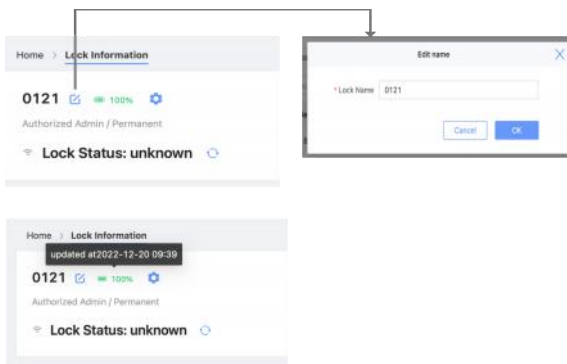 Home > Lock Information
0121 100%
Authorized Admin / Permanent
Lock Status: unknown
Edit name
* Lock Name 0121
Cancel OK
Home > Lock Information
updated at2022-12-20 09:39
0121 100%
Authorized Admin / Permanent
Lock Status: unknown